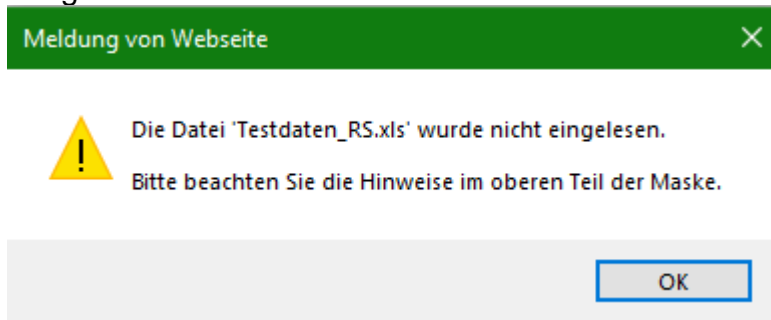 Meldung von Webseite
Die Datei 'Testdaten_RS.xls' wurde nicht eingelesen.
Bitte beachten Sie die Hinweise im oberen Teil der Maske.
OK